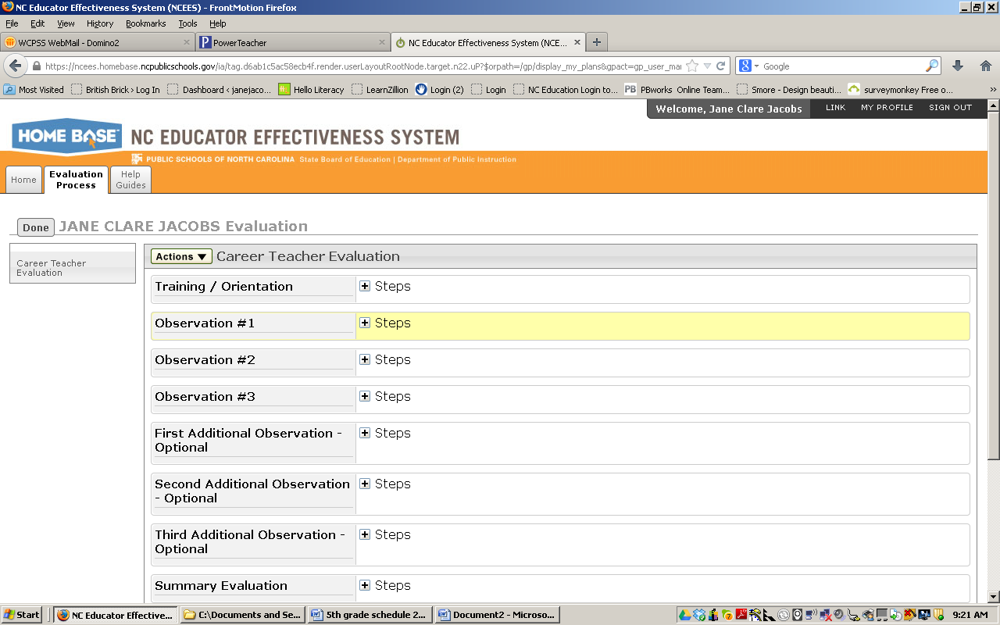 NC Educator Effectiveness System (NCEES) - FrontMotion Firefox
File Edit View History Bookmarks Tools Help
WCPSS WebMail - Domino2 PowerTeacher NC Educator Effectiveness System (NCE...
https://ncees.homebase.ncpublicschools.gov/ia/tag.d6ab1c5ac58ecb4f.render.userLayoutRootNode.target.n22.uP?$orpath=/gp/display_my_plans&gpact=gp_user_mai Google
Most Visited British Brick › Log In Dashboard ‹ janejaco... Hello Literacy LearnZillion Login (2) Login NC Education Login to... PBworks Online Team... Smore - Design beauti... surveymonkey Free o...
Welcome, Jane Clare Jacobs LINK MY PROFILE SIGN OUT
HOME BASE NC EDUCATOR EFFECTIVENESS SYSTEM
PUBLIC SCHOOLS OF NORTH CAROLINA State Board of Education | Department of Public Instruction
Home Evaluation Process Help Guides
Done JANE CLARE JACOBS Evaluation
Career Teacher
Evaluation
Actions Career Teacher Evaluation
Training / Orientation Steps
Observation #1 Steps
Observation #2 Steps
Observation #3 Steps
First Additional Observation - Steps
Optional
Second Additional Observation Steps
- Optional
Third Additional Observation - Steps
Optional
Summary Evaluation Steps
Start NC Educator Effective... C:\Documents and Se... 5th grade schedule 2... Document2 - Microso... 9:21 AM